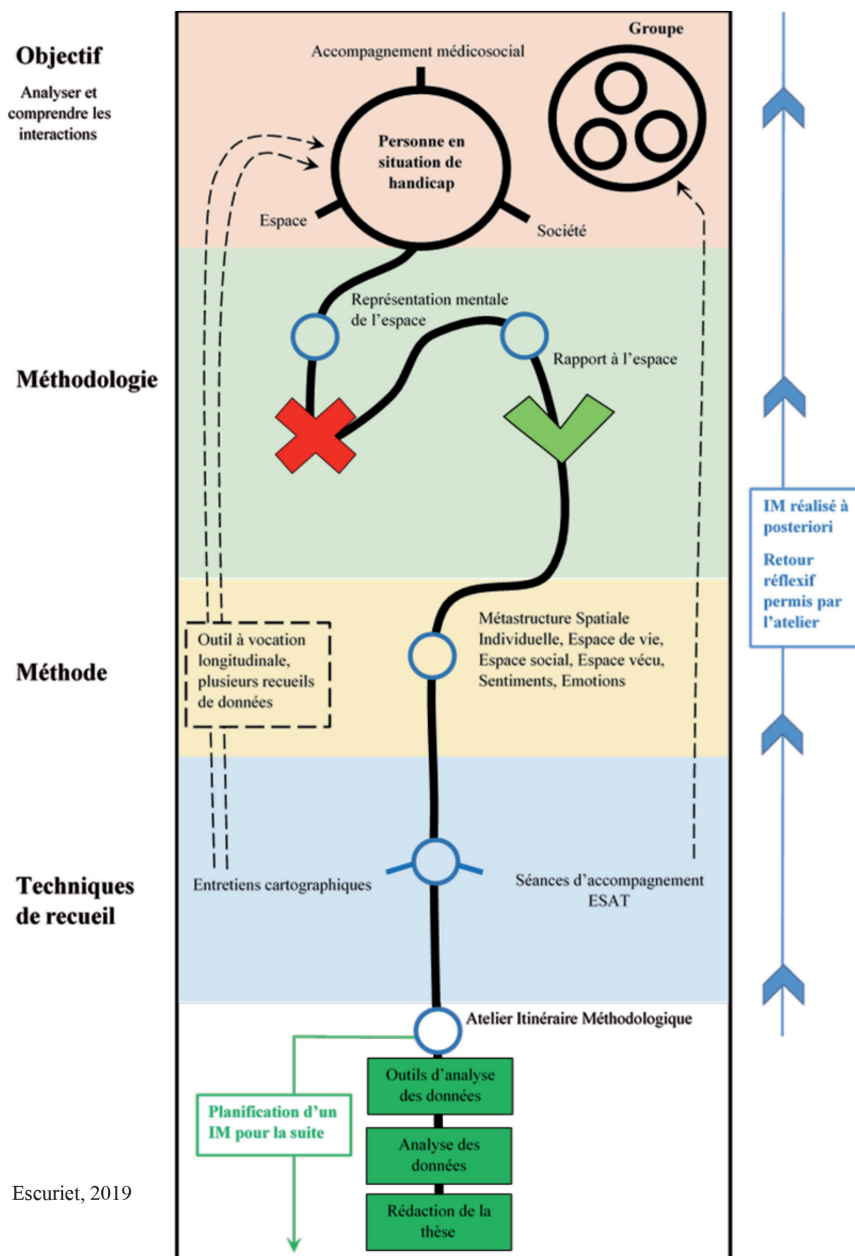 Objectif
Analyser et
comprendre les
interactions
Accompagnement médicosocial
Groupe
Personne en
situation de
handicap
Espace
Société
Méthodologie
Représentation mentale
de l’espace
Rapport à l’espace
IM réalisé à
posteriori
Retour
réflexif
permis par
l’atelier
Méthode
Outil à vocation
longitudinale,
plusieurs recueils
de données
Métastructure Spatiale
Individuelle, Espace de vie,
Espace social, Espace vécu,
Sentiments, Emotions
Techniques
de recueil
Entretiens cartographiques
Séances d’accompagnement
ESAT
Atelier Itinéraire Méthodologique
Planification d’un
IM pour la suite
Outils d’analyse
des données
Analyse des
données
Rédaction de la
thèse
Escuriet, 2019